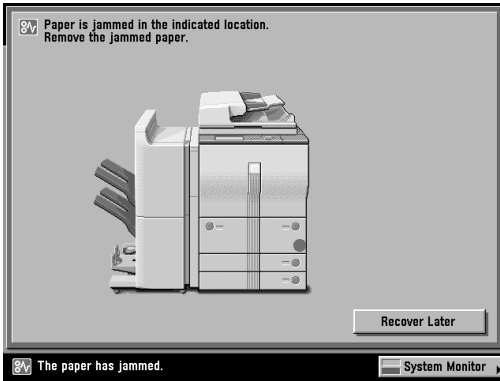 Paper is jammed in the indicated location.
Remove the jammed paper.
Recover Later
The paper has jammed.
System Monitor